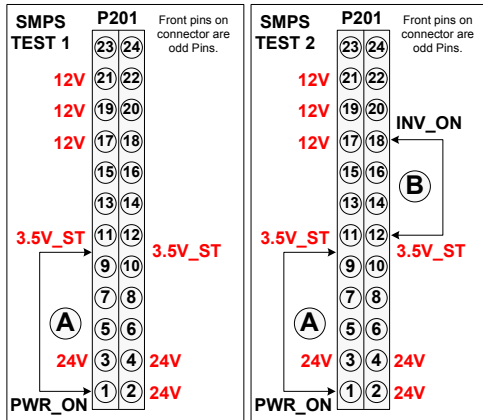 SMPS TEST 1
P201
Front pins on
connector are
odd Pins.
23 24
12V 21 22
12V 19 20
12V 17 18
15 16
13 14
3.5V_ST 11 12
9 10 3.5V_ST
7 8
A
5 6
24V 3 4 24V
1 2 24V
PWR_ON
SMPS TEST 2
P201
Front pins on
connector are
odd Pins.
23 24
12V 21 22
12V 19 20
INV_ON
12V 17 18
15 16
B
13 14
3.5V_ST 11 12
3.5V_ST
9 10
7 8
A
5 6
24V 3 4 24V
1 2 24V
PWR_ON